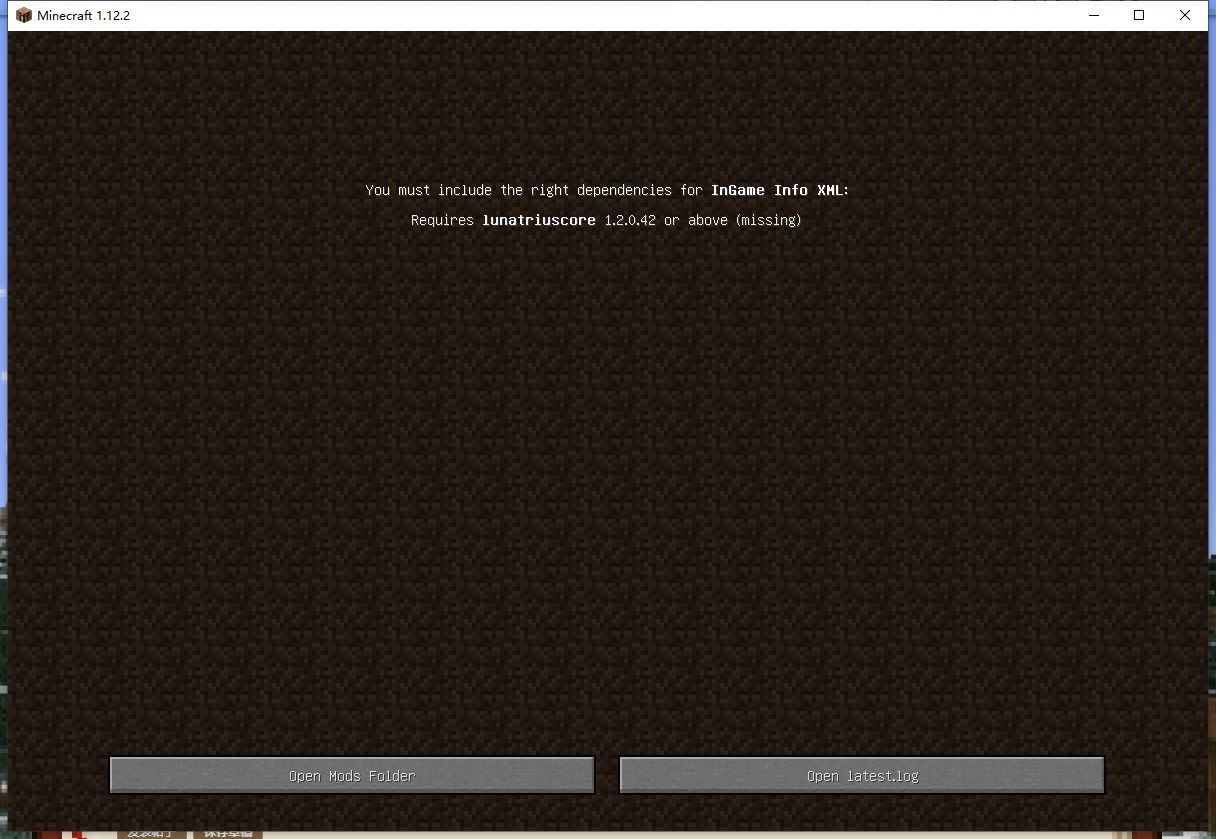 Minecraft 1.12.2
You must include the right dependencies for InGame Info XML:
Requires lunatriuscore 1.2.0.42 or above (missing)
Open Mods Folder
Open latest.log